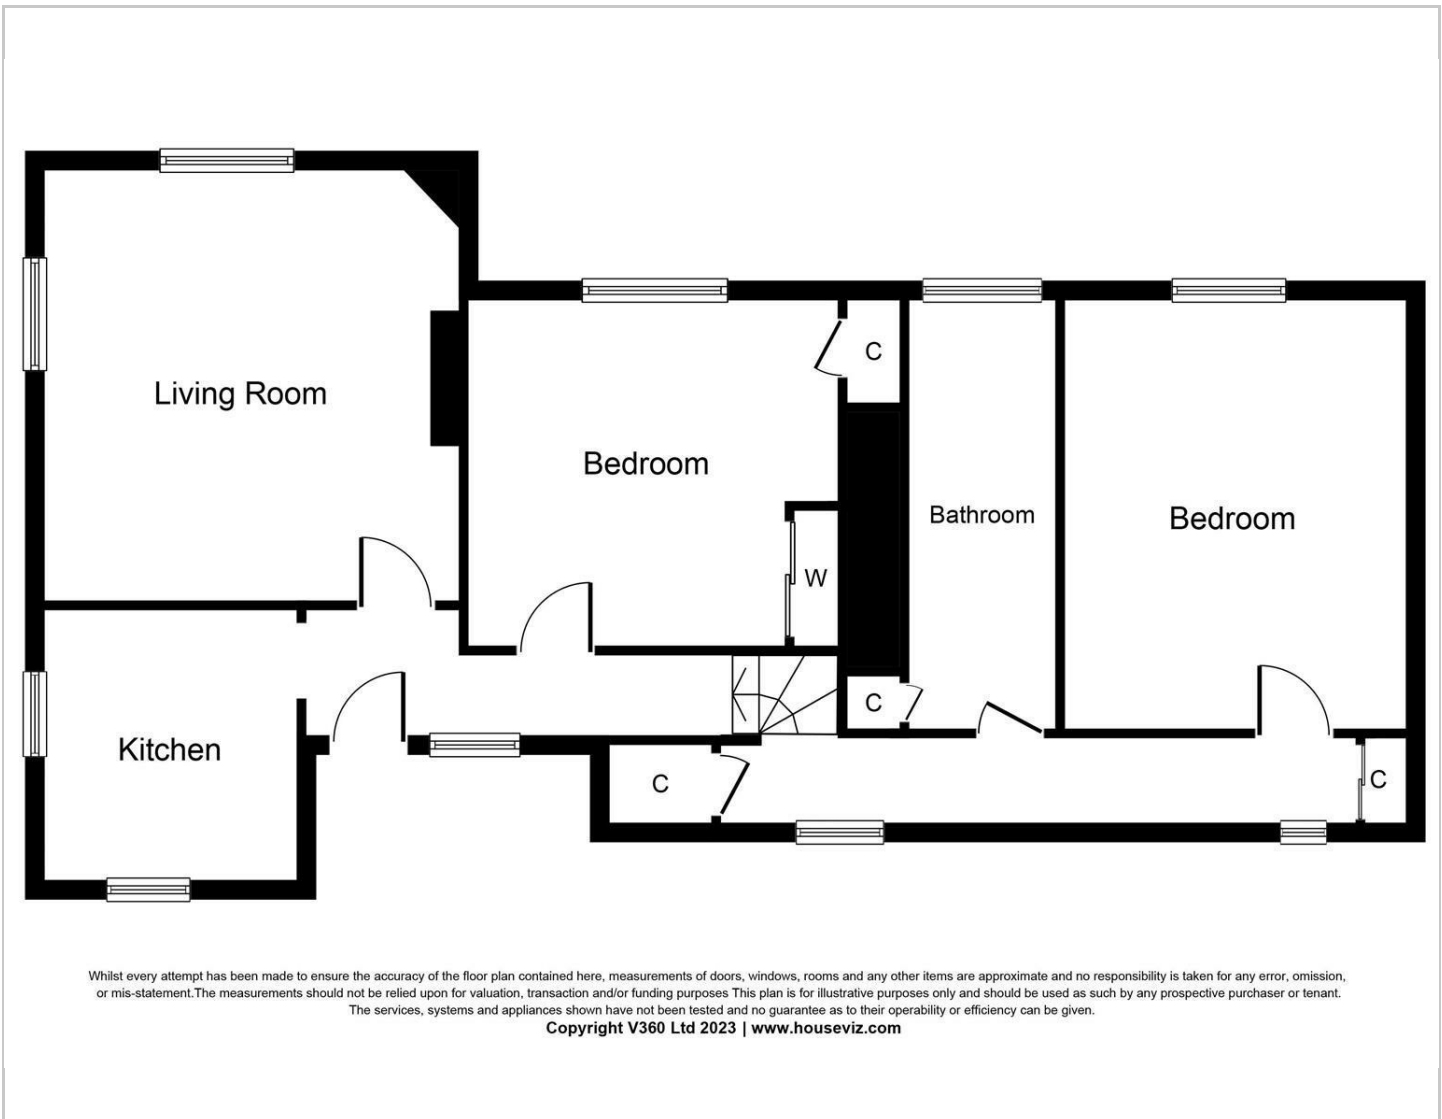 Living Room
C
Bedroom
Bathroom
Bedroom
W
C
Kitchen
C
C
Whilst every attempt has been made to ensure the accuracy of the floor plan contained here, measurements of doors, windows, rooms and any other items are approximate and no responsibility is taken for any error, omission,
or mis-statement.The measurements should not be relied upon for valuation, transaction and/or funding purposes This plan is for illustrative purposes only and should be used as such by any prospective purchaser or tenant.
The services, systems and appliances shown have not been tested and no guarantee as to their operability or efficiency can be given.
Copyright V360 Ltd 2023 | www.houseviz.com